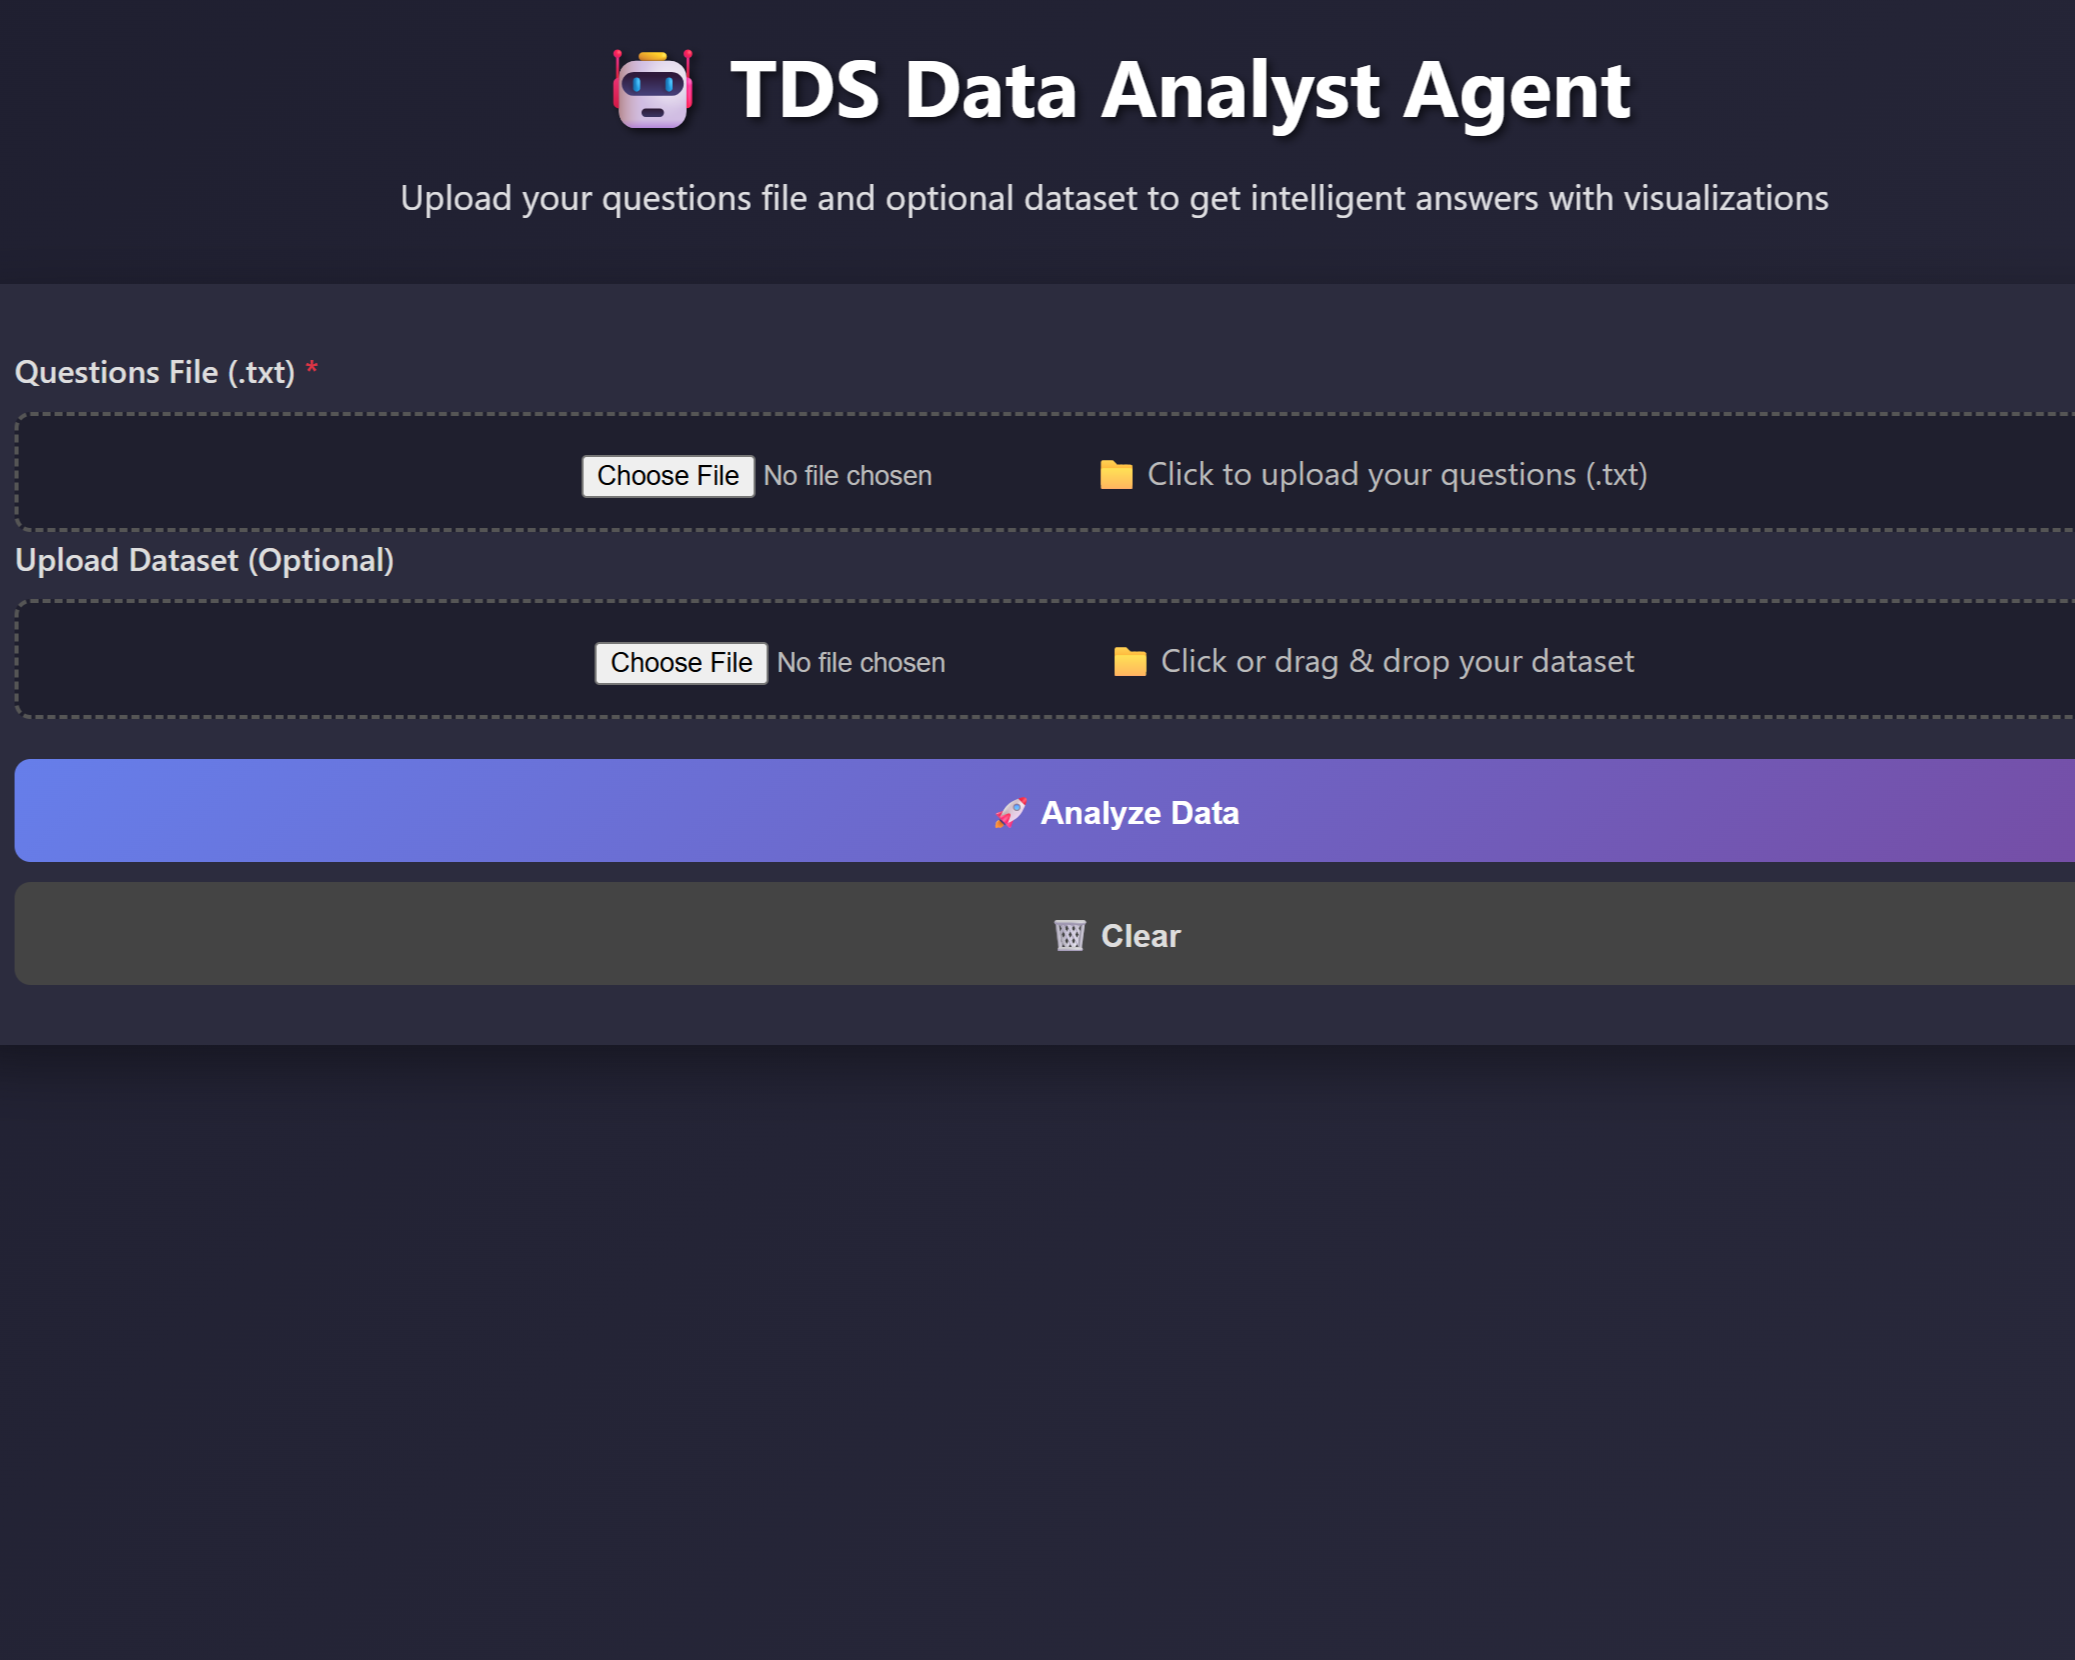 TDS Data Analyst Agent
Upload your questions file and optional dataset to get intelligent answers with visualizations
Questions File (.txt) *
Choose File No file chosen Click to upload your questions (.txt)
Upload Dataset (Optional)
Choose File No file chosen Click or drag & drop your dataset
Analyze Data
Clear